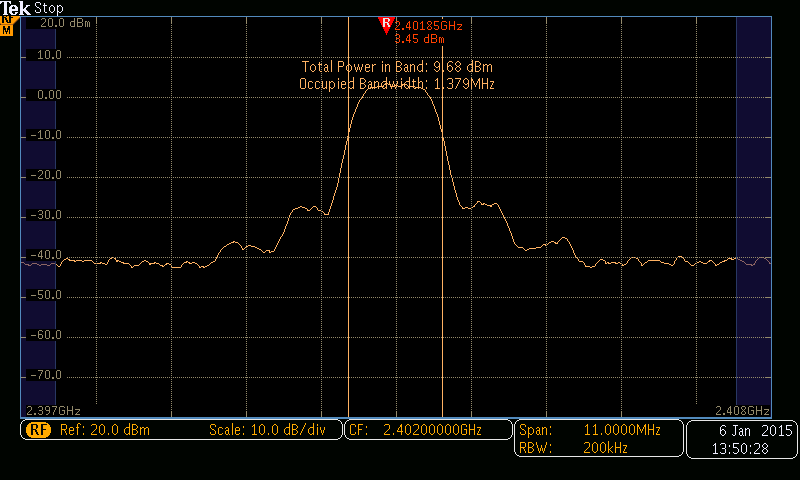 Tek Stop
RF
M
20.0 dBm
R
2.40185GHz
3.45 dBm
10.0
Total Power in Band: 9.68 dBm
Occupied Bandwidth: 1.379MHz
0.00
-10.0
-20.0
-30.0
-40.0
-50.0
-60.0
-70.0
2.397GHz
2.408GHz
RF Ref: 20.0 dBm Scale: 10.0 dB/div
CF: 2.40200000GHz
Span: 11.0000MHz
RBW: 200kHz
6 Jan 2015
13:50:28